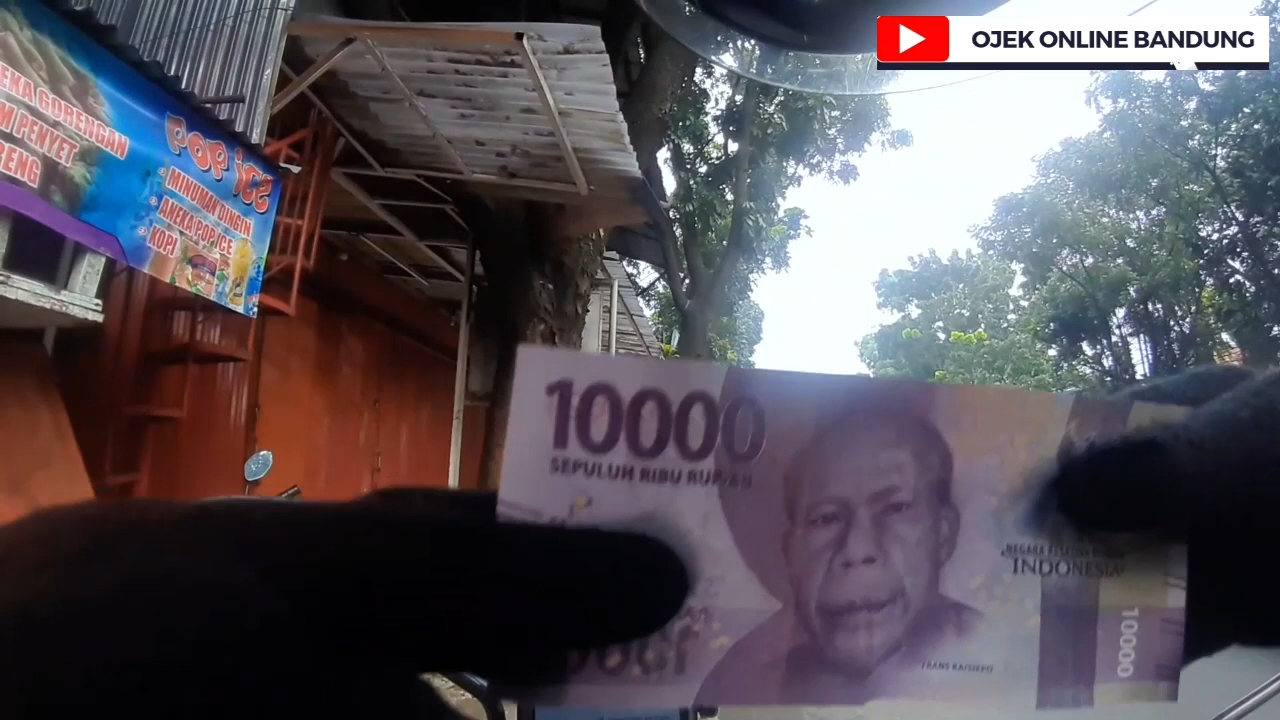 OJEK ONLINE BANDUNG
EKA GORENGAN
M PENYET
RENG
POP ICE
MINUMAN DINGIN
ANEKA POP ICE
KOPI
10000
SEPULUH RIBU RUPIAH
INDONESIA
FRANS KAISIEPO
10000